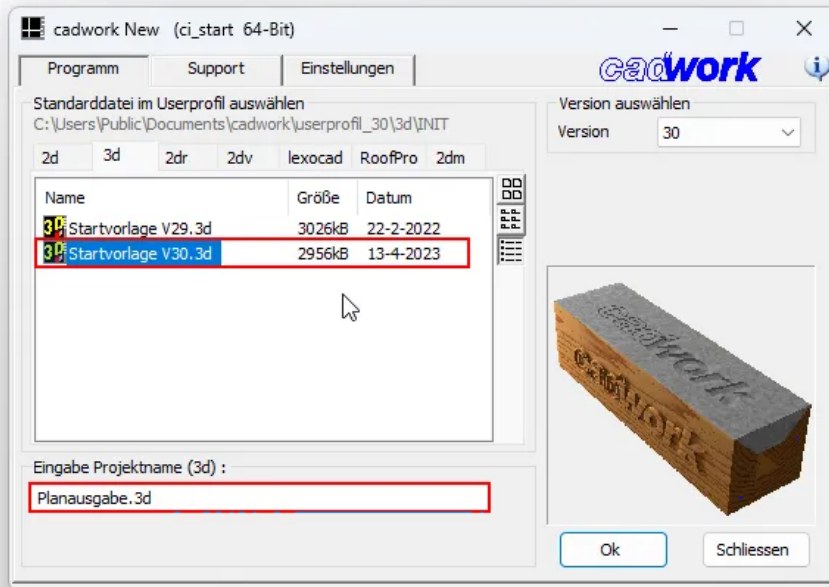 cadwork New (ci_start 64-Bit)
Programm Support Einstellungen
cadwork
Standarddatei im Userprofil auswählen
C:\Users\Public\Documents\cadwork\userprofil_30\3d\INIT
2d 3d 2dr 2dv lexocad RoofPro 2dm
Name Größe Datum
Startvorlage V29.3d 3026kB 22-2-2022
Startvorlage V30.3d 2956kB 13-4-2023
Eingabe Projektname (3d) :
Planausgabe.3d
Version auswählen
Version 30
cadwork
cadwork
Ok Schliessen